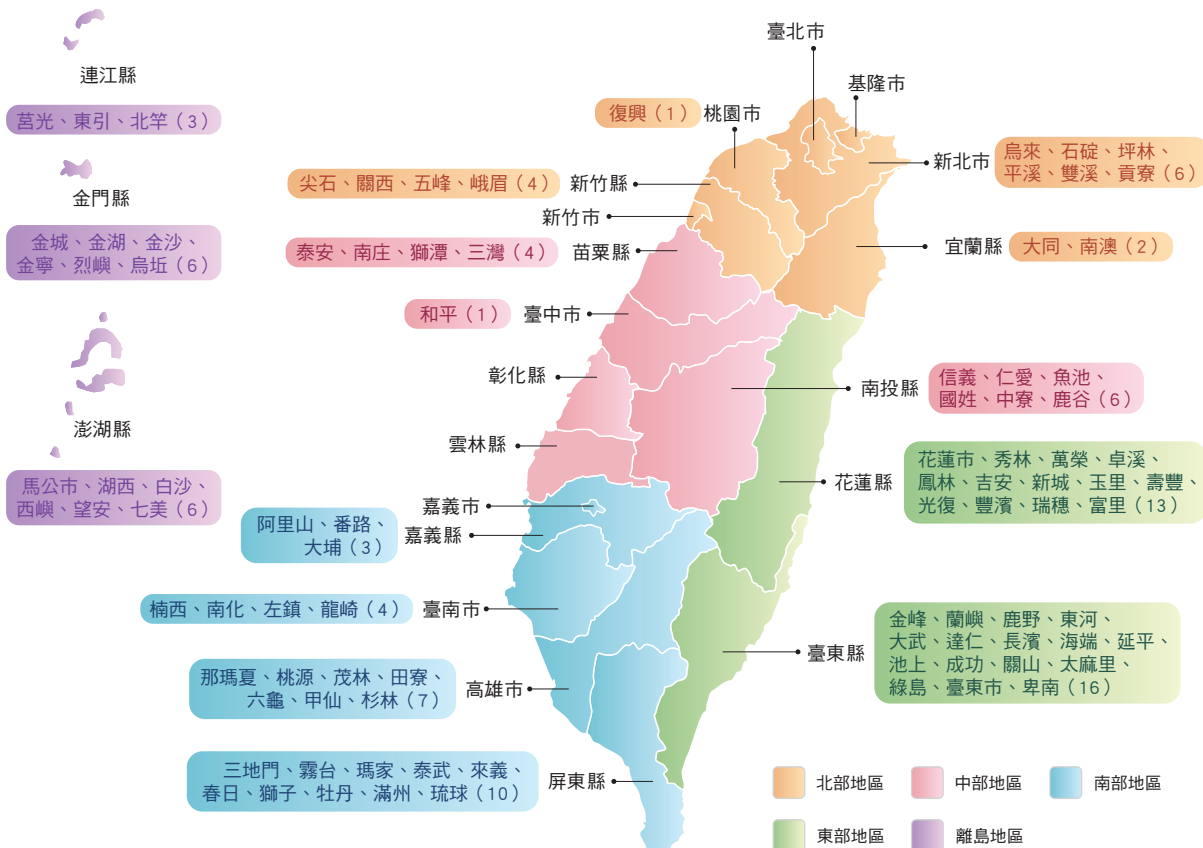 連江縣
莒光、東引、北竿（3）
金門縣
金城、金湖、金沙、
金寧、烈嶼、烏坵（6）
澎湖縣
馬公市、湖西、白沙、
西嶼、望安、七美（6）
臺北市
基隆市
復興（1）
桃園市
新北市
烏來、石碇、坪林、
平溪、雙溪、貢寮（6）
尖石、關西、五峰、峨眉（4）
新竹縣
新竹市
宜蘭縣
大同、南澳（2）
泰安、南庄、獅潭、三灣（4）
苗栗縣
和平（1）
臺中市
彰化縣
南投縣
信義、仁愛、魚池、
國姓、中寮、鹿谷（6）
雲林縣
花蓮縣
花蓮市、秀林、萬榮、卓溪、
鳳林、吉安、新城、玉里、壽豐、
光復、豐濱、瑞穗、富里（13）
嘉義市
阿里山、番路、
大埔（3）
嘉義縣
楠西、南化、左鎮、龍崎（4）
臺南市
臺東縣
金峰、蘭嶼、鹿野、東河、
大武、達仁、長濱、海端、延平、
池上、成功、關山、太麻里、
綠島、臺東市、卑南（16）
那瑪夏、桃源、茂林、田寮、
六龜、甲仙、杉林（7）
高雄市
三地門、霧台、瑪家、泰武、來義、
春日、獅子、牡丹、滿州、琉球（10）
屏東縣
北部地區
中部地區
南部地區
東部地區
離島地區